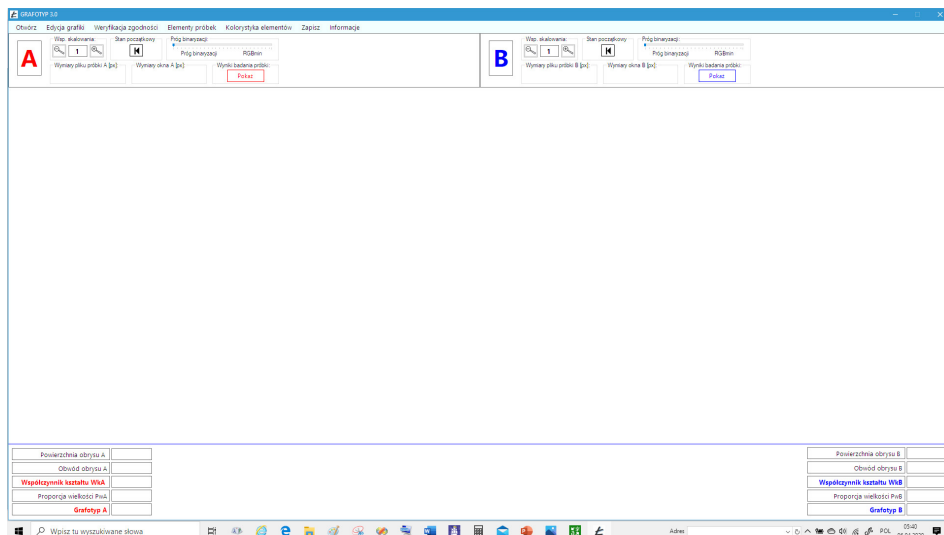 GRAFOTYP 3.0
Otwórz Edycja grafiki Weryfikacja zgodności Elementy próbek Kolorystyka elementów Zapisz Informacje
A
Wsp. skalowania: Stan początkowy Próg binaryzacji:
1
Próg binaryzacji RGBmin
Wymiary pliku próbki A [px]: Wymiary okna A [px]: Wyniki badania próbki:
Pokaż
B
Wsp. skalowania: Stan początkowy Próg binaryzacji:
1
Próg binaryzacji RGBmin
Wymiary pliku próbki B [px]: Wymiary okna B [px]: Wyniki badania próbki:
Pokaż
Powierzchnia obrysu A
Obwód obrysu A
Współczynnik kształtu WkA
Proporcja wielkości PwA
Grafotyp A
Powierzchnia obrysu B
Obwód obrysu B
Współczynnik kształtu WkB
Proporcja wielkości PwB
Grafotyp B
Wpisz tu wyszukiwane słowa
Adres
POL
05:40